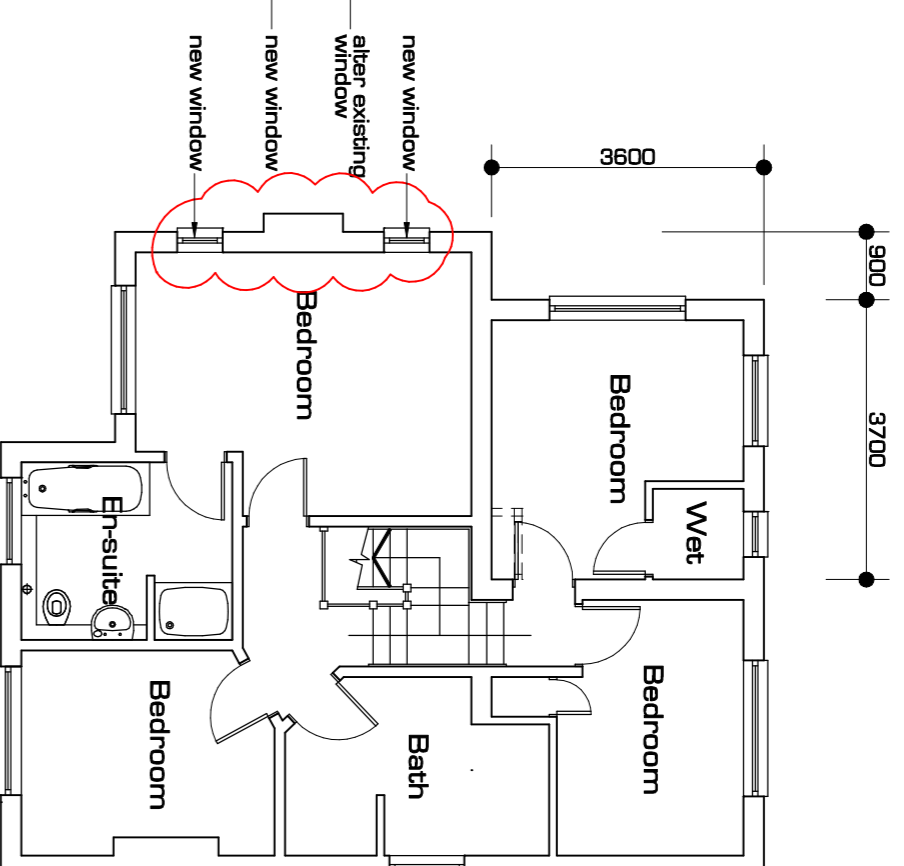 new window
new window
alter existing
window
new window
3600
900
3700
Bedroom
Bedroom
Wet
En-suite
Bedroom
Bath
Bedroom